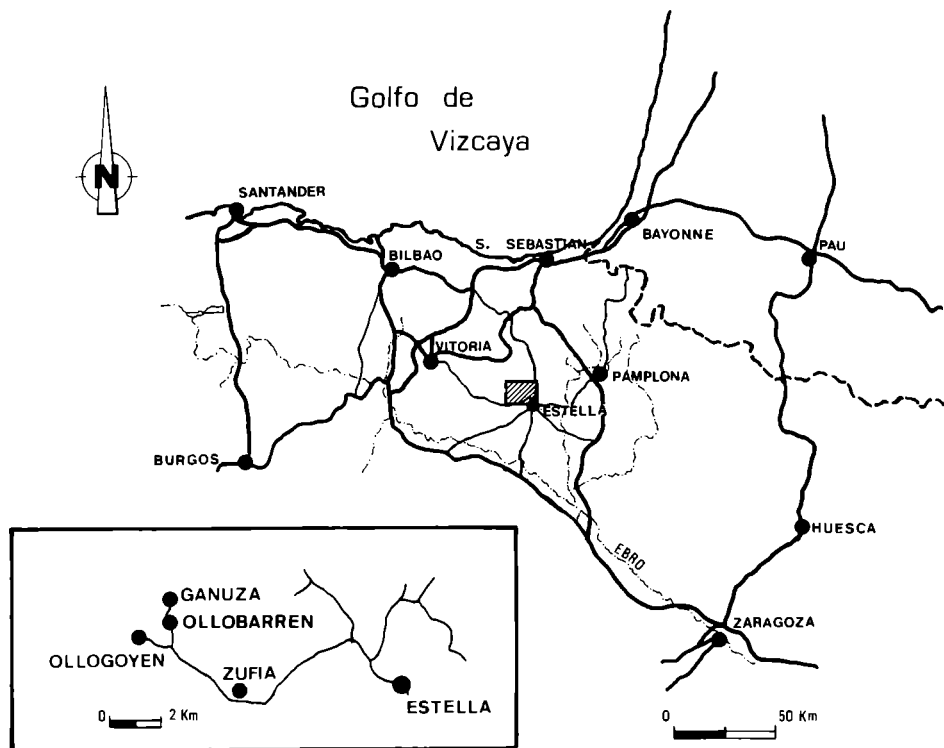 Golfo de
Vizcaya
N
SANTANDER
S. SEBASTIAN
BAYONNE
PAU
BILBAO
VITORIA
PAMPLONA
ESTELLA
BURGOS
HUESCA
EBRO
ZARAGOZA
GANUZA
OLLOBARREN
OLLOGOYEN
ZUFIA
ESTELLA
0 2 Km
0 50 Km